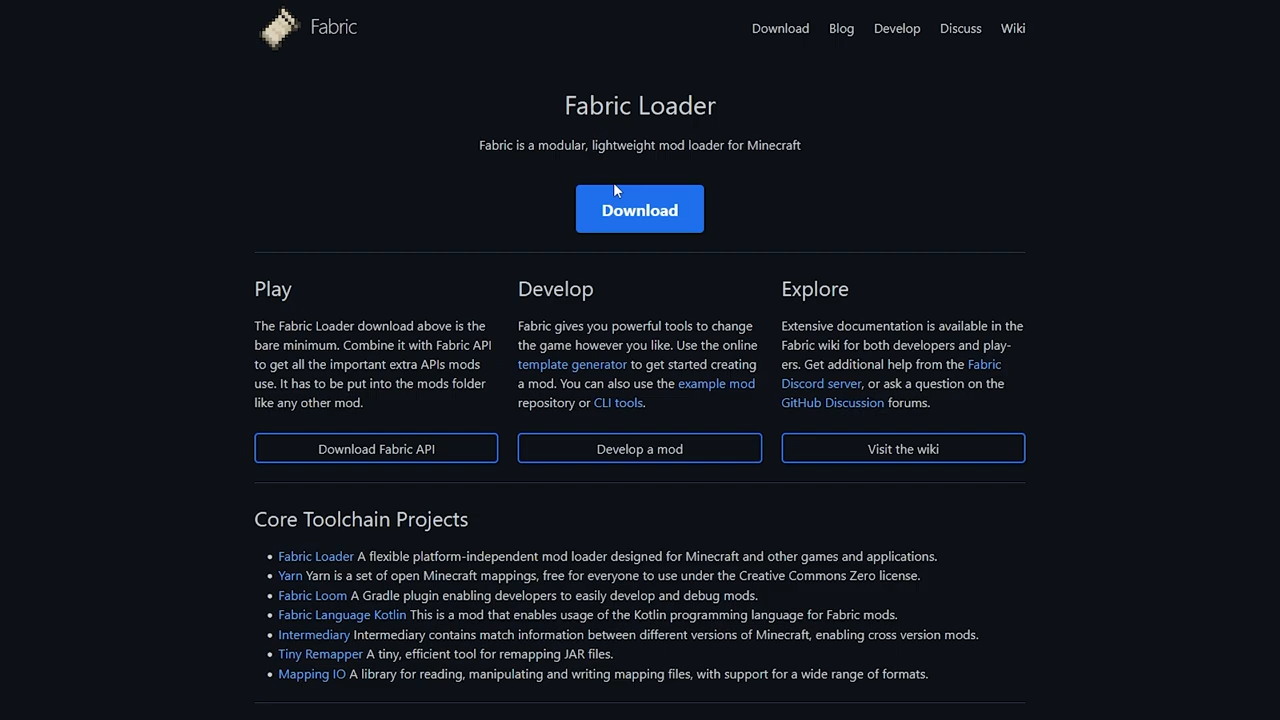 Fabric
Download
Blog
Develop
Discuss
Wiki
Fabric Loader
Fabric is a modular, lightweight mod loader for Minecraft
Download
Play
The Fabric Loader download above is the
bare minimum. Combine it with Fabric API
to get all the important extra APIs mods
use. It has to be put into the mods folder
like any other mod.
Download Fabric API
Develop
Fabric gives you powerful tools to change
the game however you like. Use the online
template generator to get started creating
a mod. You can also use the example mod
repository or CLI tools.
Develop a mod
Explore
Extensive documentation is available in the
Fabric wiki for both developers and play-
ers. Get additional help from the Fabric
Discord server, or ask a question on the
GitHub Discussion forums.
Visit the wiki
Core Toolchain Projects
• Fabric Loader A flexible platform-independent mod loader designed for Minecraft and other games and applications.
• Yarn Yarn is a set of open Minecraft mappings, free for everyone to use under the Creative Commons Zero license.
• Fabric Loom A Gradle plugin enabling developers to easily develop and debug mods.
• Fabric Language Kotlin This is a mod that enables usage of the Kotlin programming language for Fabric mods.
• Intermediary Intermediary contains match information between different versions of Minecraft, enabling cross version mods.
• Tiny Remapper A tiny, efficient tool for remapping JAR files.
• Mapping IO A library for reading, manipulating and writing mapping files, with support for a wide range of formats.